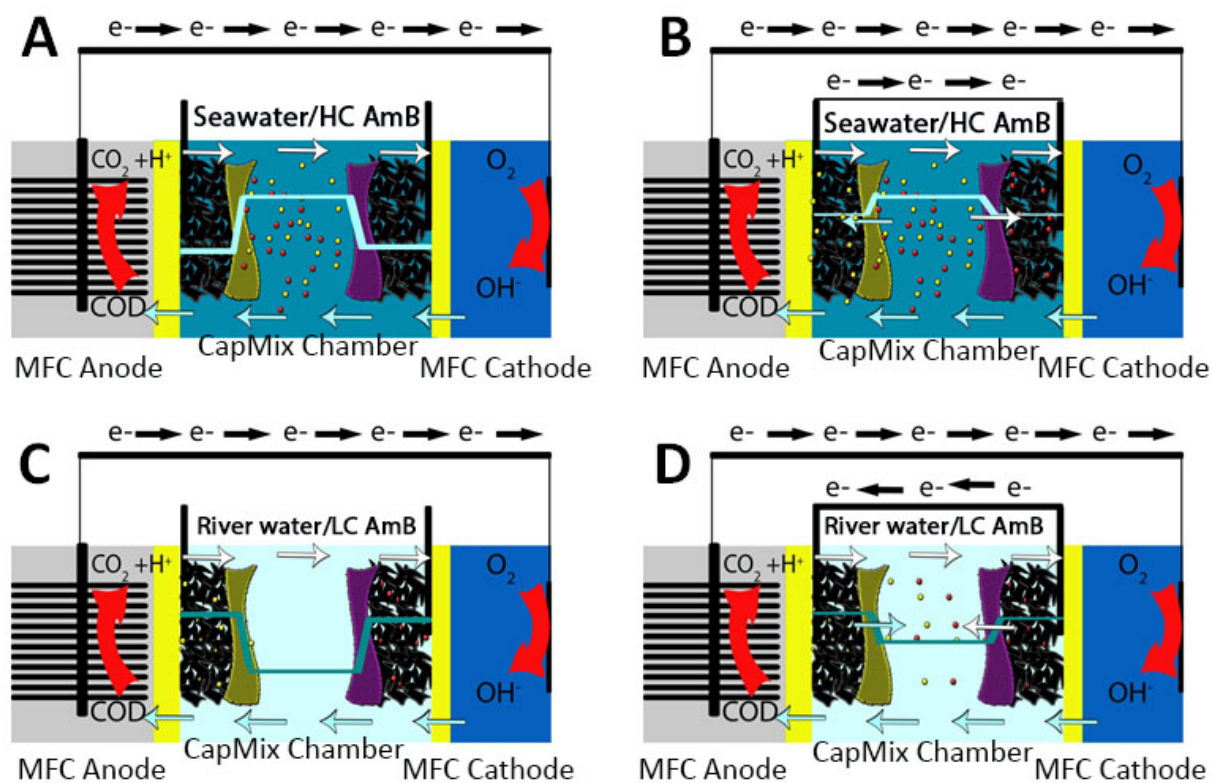 A
e- e- e- e- e-
Seawater/HC AmB
CO2 +H+
O2
COD
OH-
CapMix Chamber
MFC Anode
MFC Cathode
B
e- e- e- e- e-
e- e- e-
Seawater/HC AmB
CO2 +H+
O2
COD
OH-
CapMix Chamber
MFC Anode
MFC Cathode
C
e- e- e- e- e-
River water/LC AmB
CO2 +H+
O2
COD
OH-
CapMix Chamber
MFC Anode
MFC Cathode
D
e- e- e- e- e-
e- e- e-
River water/LC AmB
CO2 +H+
O2
COD
OH-
CapMix Chamber
MFC Anode
MFC Cathode